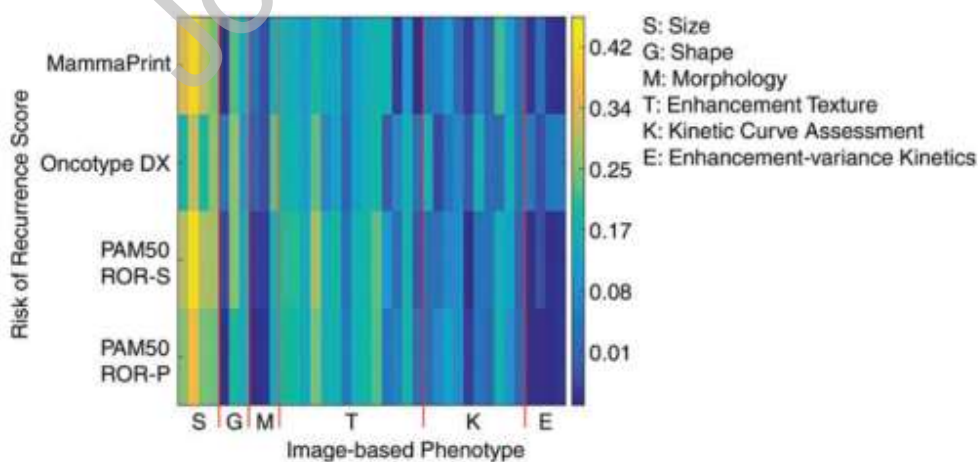 Risk of Recurrence Score
MammaPrint
Oncotype DX
PAM50
ROR-S
PAM50
ROR-P
S G M T K E
Image-based Phenotype
0.42
0.34
0.25
0.17
0.08
0.01
S: Size
G: Shape
M: Morphology
T: Enhancement Texture
K: Kinetic Curve Assessment
E: Enhancement-variance Kinetics